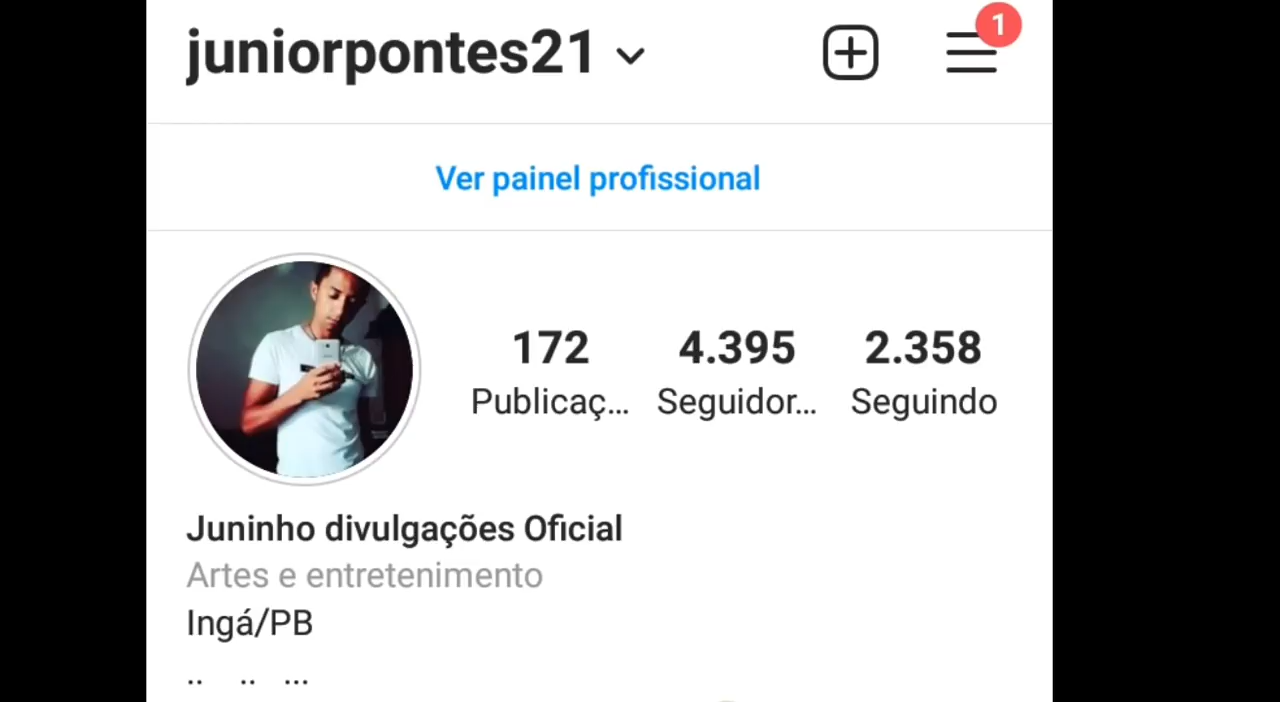 juniorpontes21
1
Ver painel profissional
172 4.395 2.358
Publicaç... Seguidor... Seguindo
Juninho divulgações Oficial
Artes e entretenimento
Ingá/PB